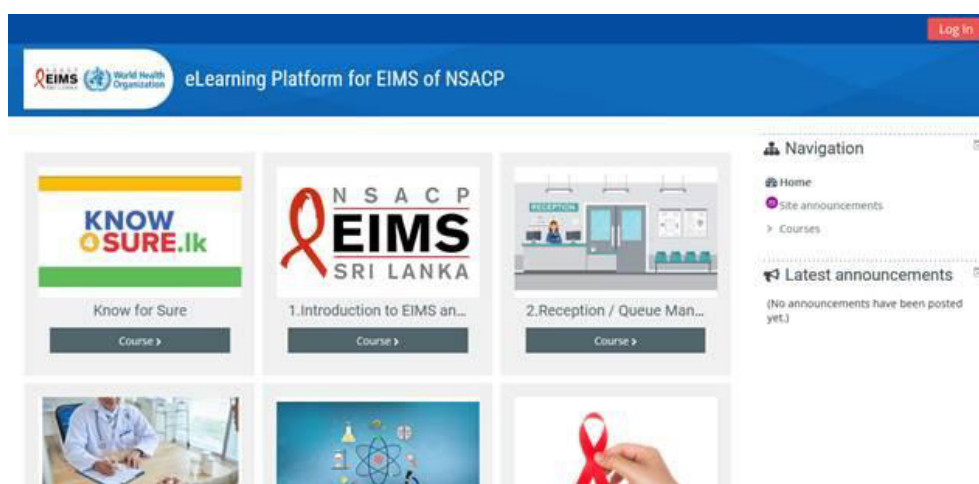 Log In
EIMS
SRI LANKA
World Health
Organization
eLearning Platform for EIMS of NSACP
Navigation
Home
Site announcements
Courses
Latest announcements
(No announcements have been posted
yet.)
KNOW
SURE.lk
Know for Sure
Course
NSACP
EIMS
SRI LANKA
1.Introduction to EIMS an...
Course
RECEPTION
2.Reception / Queue Man...
Course